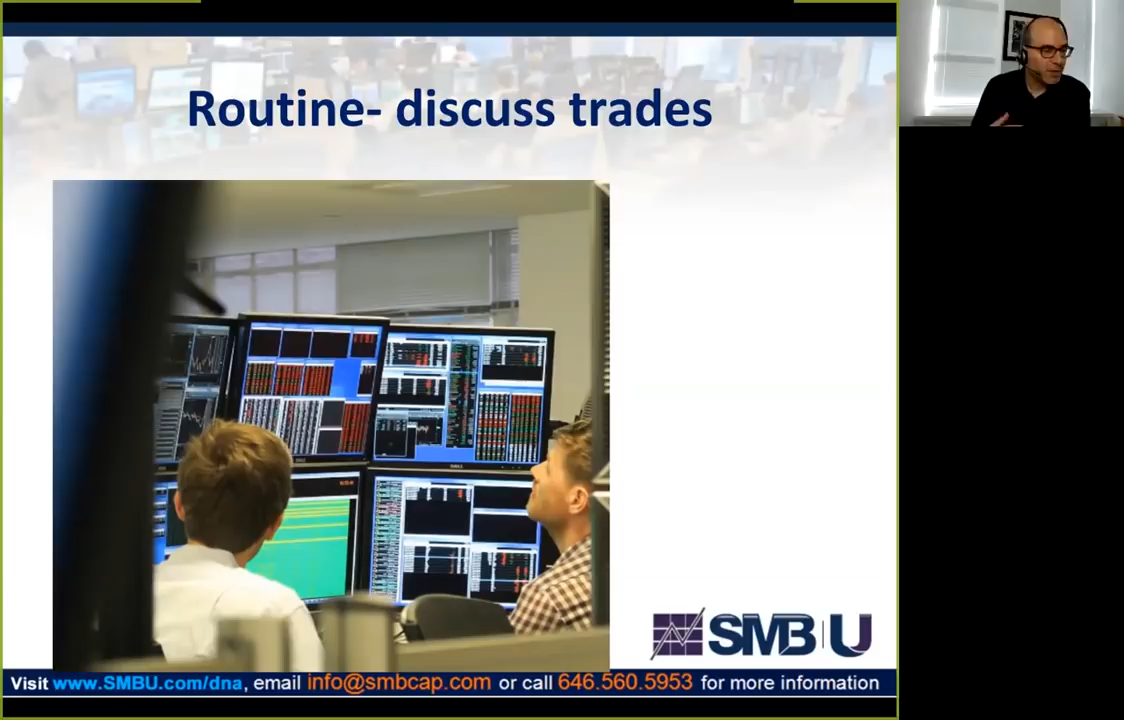 Routine- discuss trades
SMB U
Visit www.SMBU.com/dna, email info@smbcap.com or call 646.560.5953 for more information